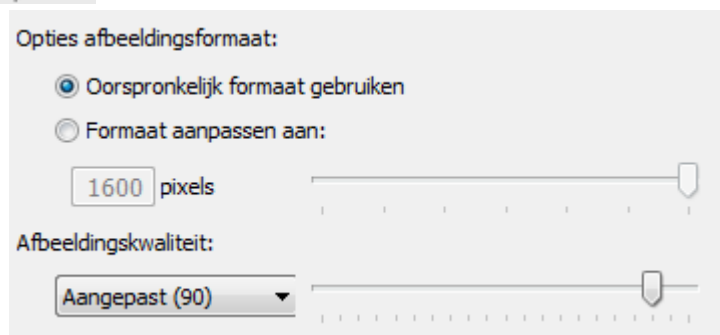 Opties afbeeldingsformaat:
Oorspronkelijk formaat gebruiken
Formaat aanpassen aan:
1600 pixels
Afbeeldingskwaliteit:
Aangepast (90)